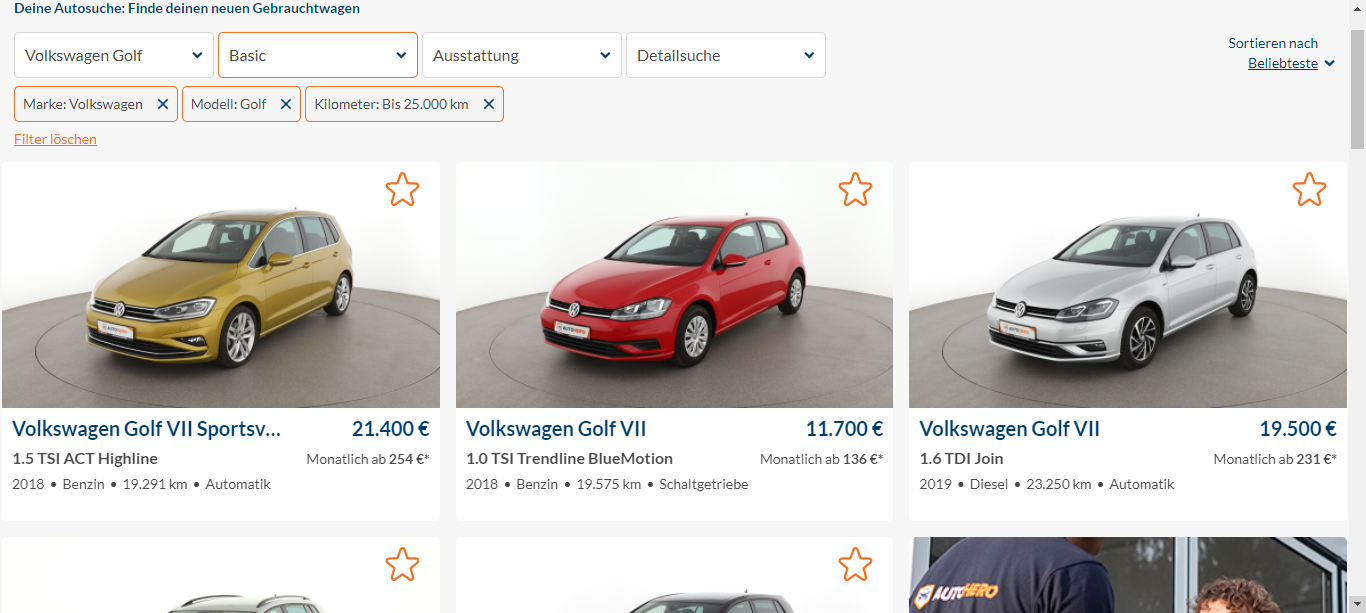 Deine Autosuche: Finde deinen neuen Gebrauchtwagen
Volkswagen Golf
Basic
Ausstattung
Detailsuche
Sortieren nach
Beliebteste
Marke: Volkswagen
Modell: Golf
Kilometer: Bis 25.000 km
Filter löschen
AUTOHERO
AUTOHERO
AUTOHERO
Volkswagen Golf VII Sportsv... 21.400 €
1.5 TSI ACT Highline Monatlich ab 254 €*
2018 • Benzin • 19.291 km • Automatik
Volkswagen Golf VII 11.700 €
1.0 TSI Trendline BlueMotion Monatlich ab 136 €*
2018 • Benzin • 19.575 km • Schaltgetriebe
Volkswagen Golf VII 19.500 €
1.6 TDI Join Monatlich ab 231 €*
2019 • Diesel • 23.250 km • Automatik
AUTOHERO